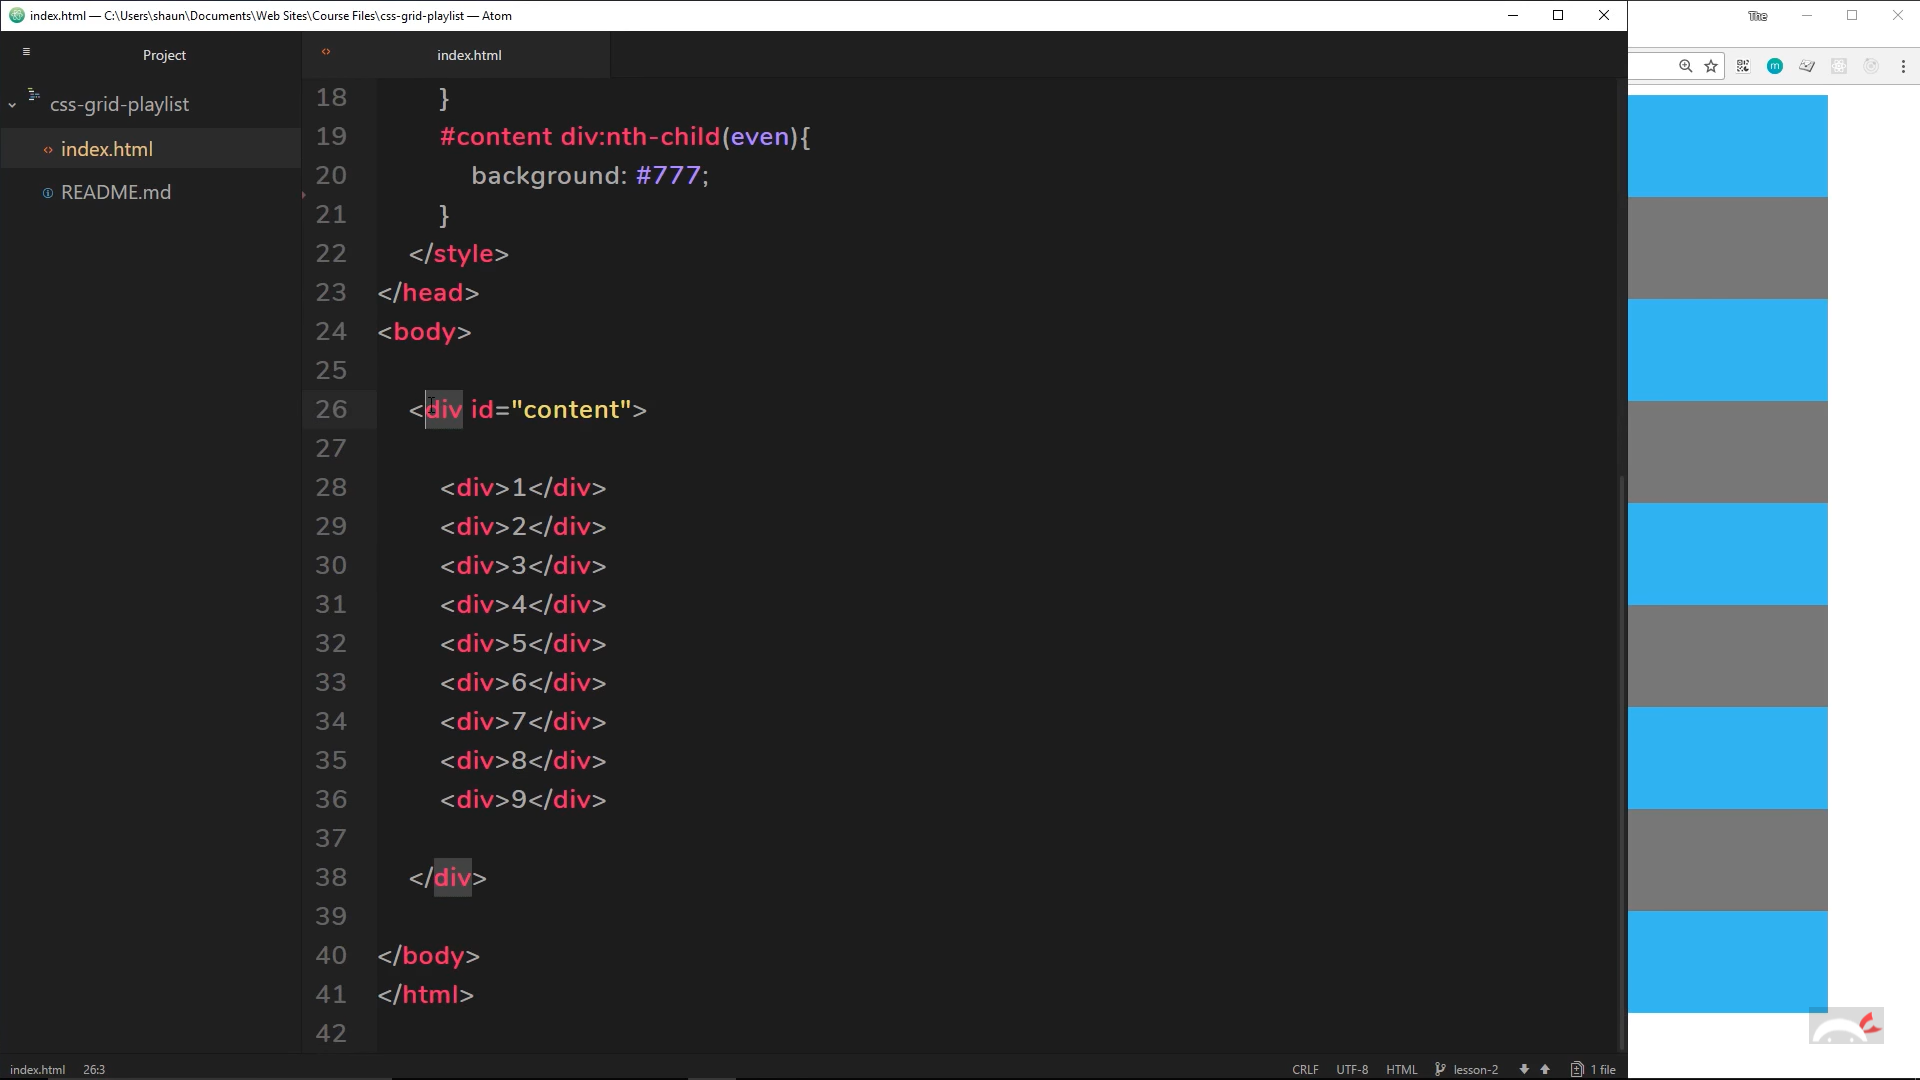 index.html — C:\Users\shaun\Documents\Web Sites\Course Files\css-grid-playlist — Atom
The
Project
index.html
css-grid-playlist
index.html
README.md
m
18 }
19 #content div:nth-child(even){
20 background: #777;
21 }
22 </style>
23 </head>
24 <body>
25
26 <div id="content">
27
28 <div>1</div>
29 <div>2</div>
30 <div>3</div>
31 <div>4</div>
32 <div>5</div>
33 <div>6</div>
34 <div>7</div>
35 <div>8</div>
36 <div>9</div>
37
38 </div>
39
40 </body>
41 </html>
42
index.html 26:3 CRLF UTF-8 HTML lesson-2 1 file